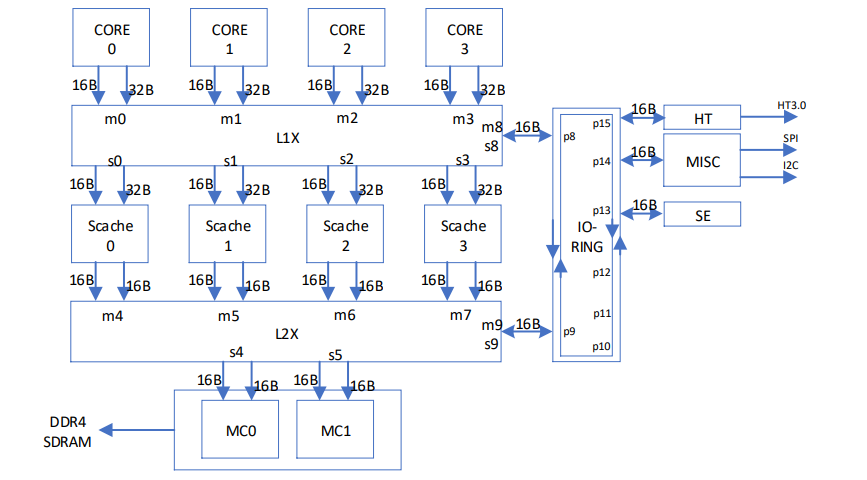 CORE 0
CORE 1
CORE 2
CORE 3
16B 32B 16B 32B 16B 32B 16B 32B
m0 m1 m2 m3
L1X
m8
s8
16B
s0 s1 s2 s3
16B 32B 16B 32B 16B 32B 16B 32B
Scache 0
Scache 1
Scache 2
Scache 3
16B 16B 16B 16B 16B 16B 16B 16B
m4 m5 m6 m7
L2X
m9
s9
16B
s4 s5
16B 16B 16B 16B
MC0 MC1
DDR4
SDRAM
p8
p9
IO-
RING
p15
p14
p13
p12
p11
p10
16B
HT
HT3.0
16B
MISC
SPI
I2C
16B
SE